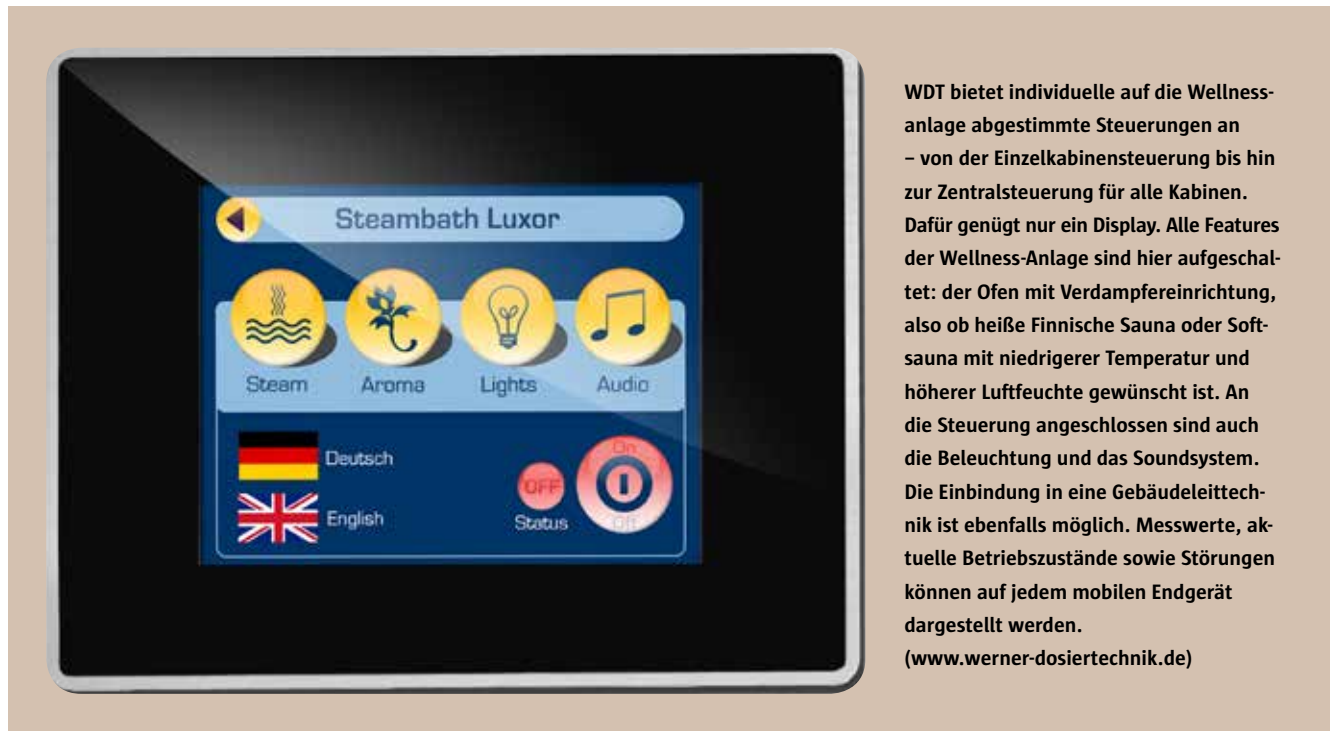 Steambath Luxor
Steam Aroma Lights Audio
Deutsch
English
OFF
Status
On
Off
WDT bietet individuelle auf die Wellness-
anlage abgestimmte Steuerungen an
– von der Einzelkabinensteuerung bis hin
zur Zentralsteuerung für alle Kabinen.
Dafür genügt nur ein Display. Alle Features
der Wellness-Anlage sind hier aufgeschal-
tet: der Ofen mit Verdampfereinrichtung,
also ob heiße Finnische Sauna oder Soft-
sauna mit niedrigerer Temperatur und
höherer Luftfeuchte gewünscht ist. An
die Steuerung angeschlossen sind auch
die Beleuchtung und das Soundsystem.
Die Einbindung in eine Gebäudeleittech-
nik ist ebenfalls möglich. Messwerte, ak-
tuelle Betriebszustände sowie Störungen
können auf jedem mobilen Endgerät
dargestellt werden.
(www.werner-dosiertechnik.de)